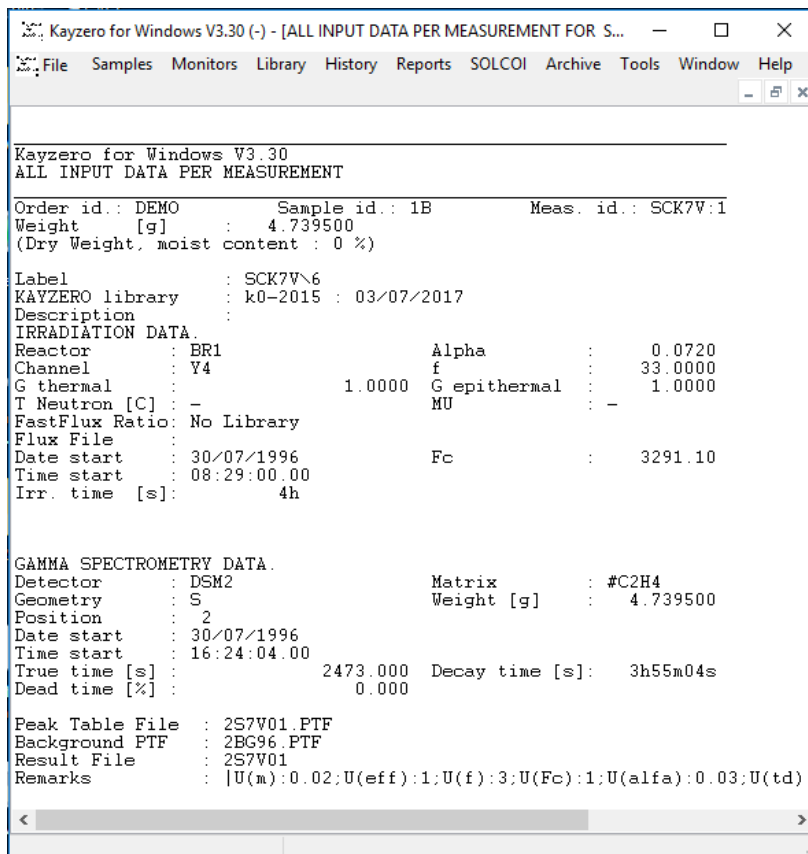 Kayzero for Windows V3.30 (-) - [ALL INPUT DATA PER MEASUREMENT FOR S...
File Samples Monitors Library History Reports SOLCOI Archive Tools Window Help
Kayzero for Windows V3.30
ALL INPUT DATA PER MEASUREMENT
Order id.: DEMO Sample id.: 1B Meas. id.: SCK7V:1
Weight [g] : 4.739500
(Dry Weight, moist content : 0 %)
Label : SCK7V\6
KAYZERO library : k0-2015 : 03/07/2017
Description :
IRRADIATION DATA.
Reactor : BR1 Alpha : 0.0720
Channel : Y4 f : 33.0000
G thermal : 1.0000 G epithermal : 1.0000
T Neutron [C] : - MU : -
FastFlux Ratio: No Library
Flux File :
Date start : 30/07/1996 Fc : 3291.10
Time start : 08:29:00.00
Irr. time [s]: 4h
GAMMA SPECTROMETRY DATA.
Detector : DSM2 Matrix : #C2H4
Geometry : S Weight [g] : 4.739500
Position : 2
Date start : 30/07/1996
Time start : 16:24:04.00
True time [s] : 2473.000 Decay time [s]: 3h55m04s
Dead time [%] : 0.000
Peak Table File : 2S7V01.PTF
Background PTF : 2BG96.PTF
Result File : 2S7V01
Remarks : |U(m):0.02;U(eff):1;U(f):3;U(Fc):1;U(alfa):0.03;U(td)